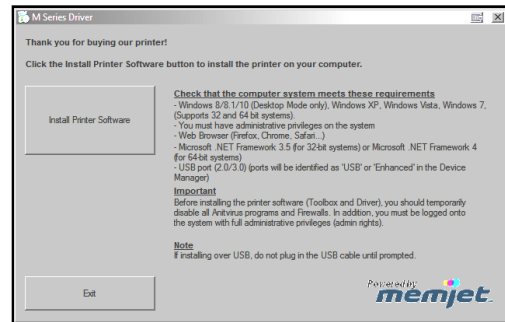 M Series Driver
Thank you for buying our printer!
Click the Install Printer Software button to install the printer on your computer.
Install Printer Software
Check that the computer system meets these requirements
- Windows 8/8.1/10 (Desktop Mode only), Windows XP, Windows Vista, Windows 7,
(Supports 32 and 64 bit systems).
- You must have administrative privileges on the system
- Web Browser (Firefox, Chrome, Safari...)
- Microsoft .NET Framework 3.5 (for 32-bit systems) or Microsoft .NET Framework 4
(for 64-bit systems)
- USB port (2.0/3.0) (ports will be identified as 'USB' or 'Enhanced' in the Device
Manager)
Important
Before installing the printer software (Toolbox and Driver), you should temporarily
disable all Anitvirus programs and Firewalls. In addition, you must be logged onto
the system with full administrative privileges (admin rights).
Note
If installing over USB, do not plug in the USB cable until prompted.
Exit
Powered by
memjet.